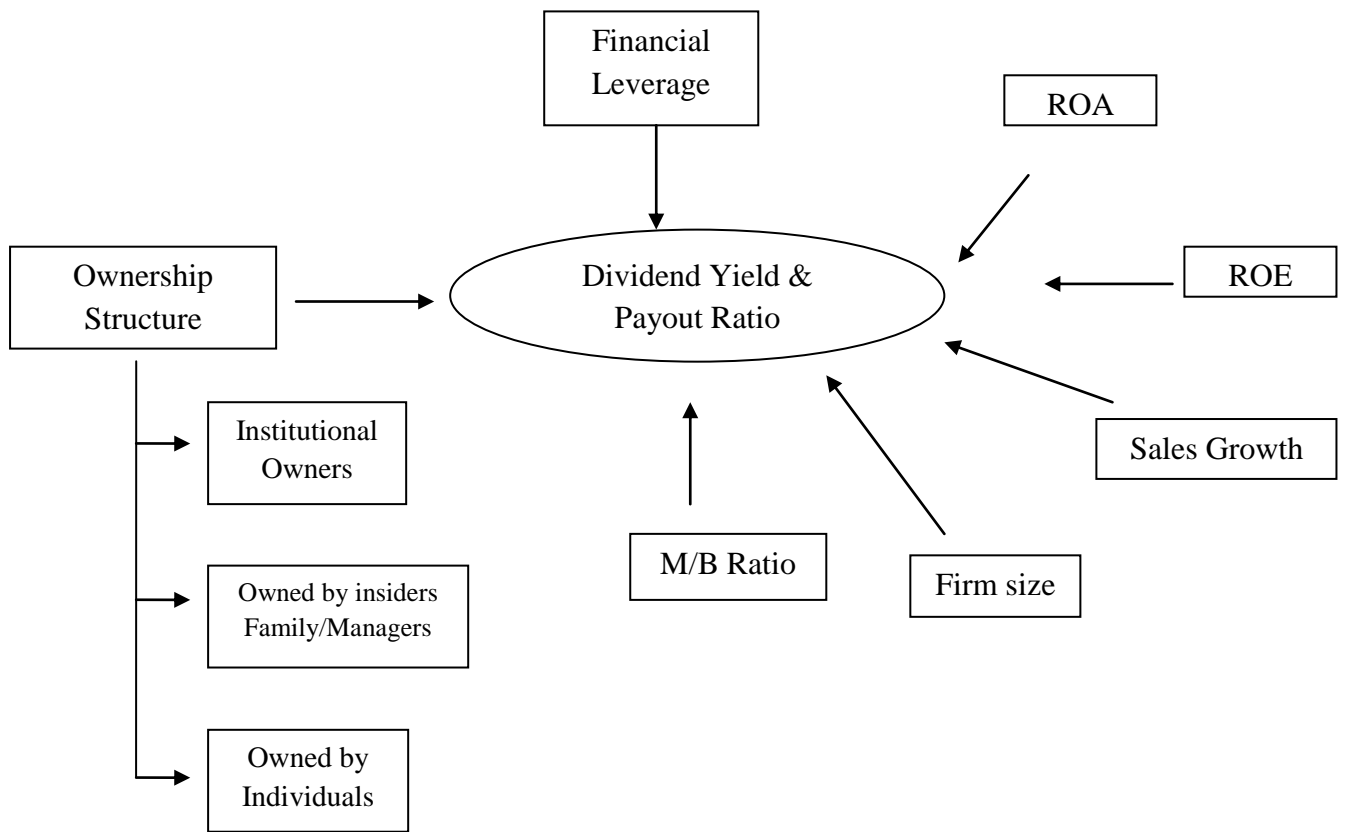 Financial
Leverage
ROA
Ownership
Structure
Dividend Yield &
Payout Ratio
ROE
Institutional
Owners
Sales Growth
M/B Ratio
Firm size
Owned by insiders
Family/Managers
Owned by
Individuals